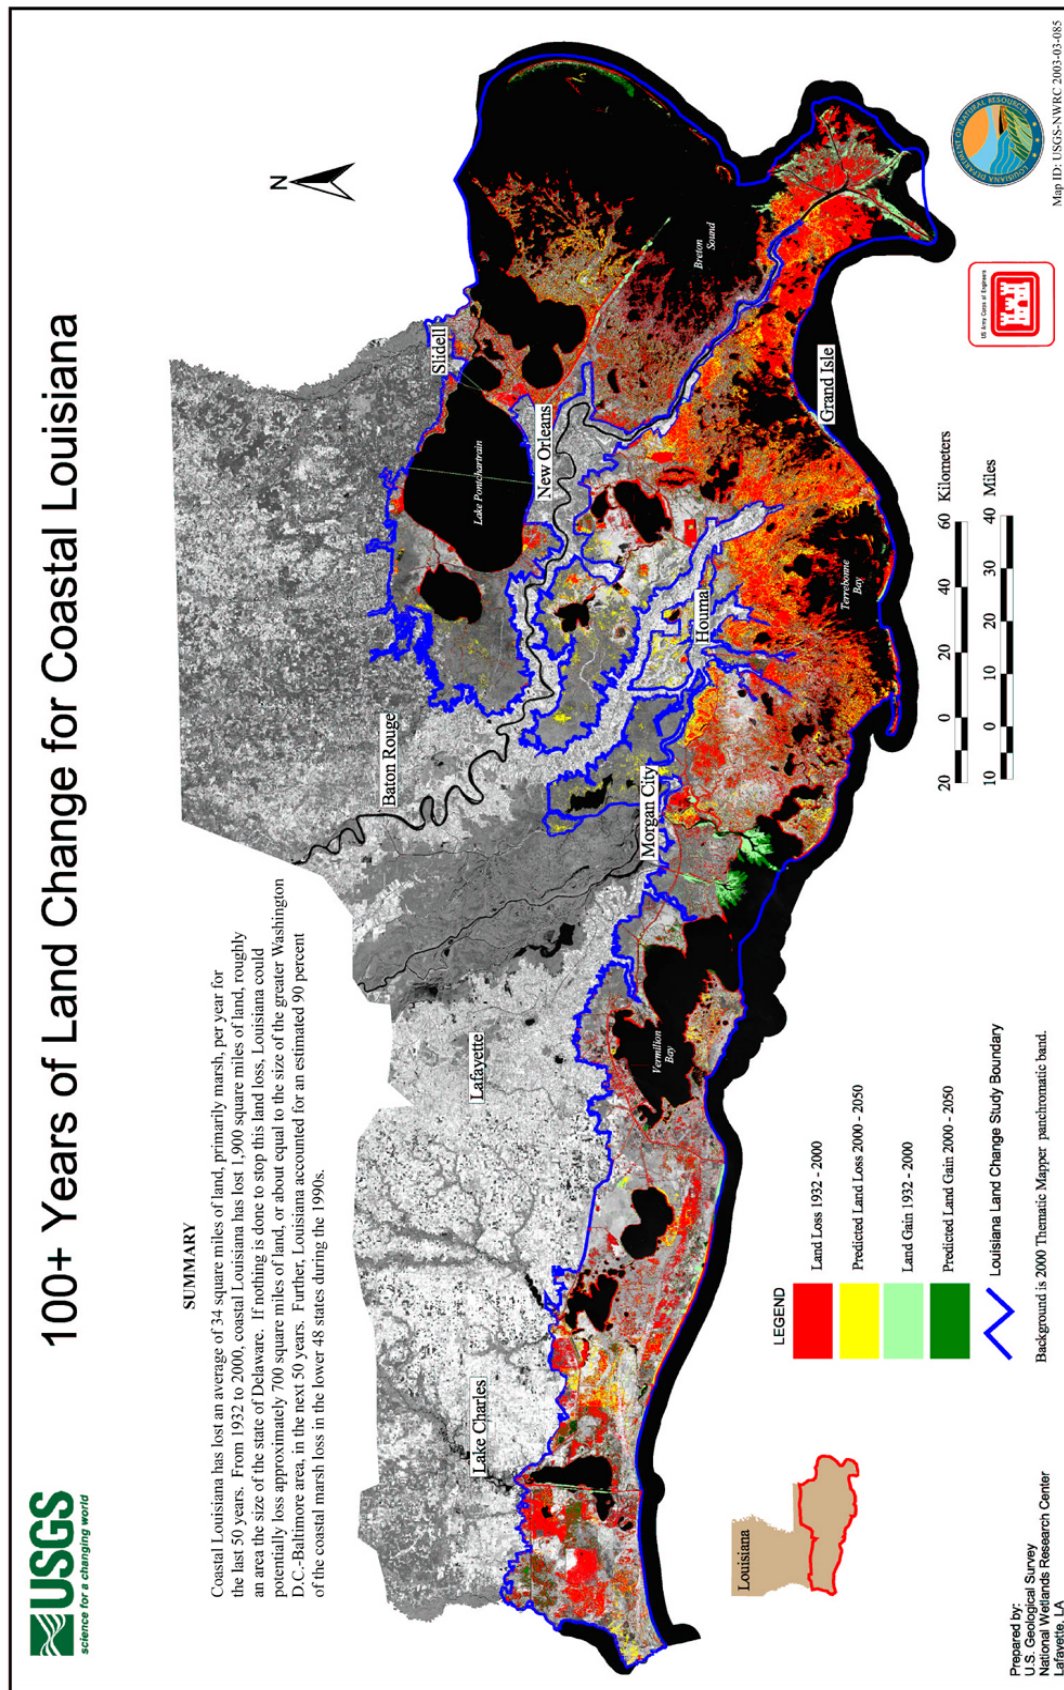 USGS
science for a changing world
100+ Years of Land Change for Coastal Louisiana
SUMMARY
Coastal Louisiana has lost an average of 34 square miles of land, primarily marsh, per year for
the last 50 years. From 1932 to 2000, coastal Louisiana has lost 1,900 square miles of land, roughly
an area the size of the state of Delaware. If nothing is done to stop this land loss, Louisiana could
potentially loss approximately 700 square miles of land, or about equal to the size of the greater Washington
D.C.-Baltimore area, in the next 50 years. Further, Louisiana accounted for an estimated 90 percent
of the coastal marsh loss in the lower 48 states during the 1990s.
N
Baton Rouge
Slidell
Lafayette
Lake Charles
Lake Pontchartrain
New Orleans
Morgan City
Houma
Vermilion
Bay
Breton
Sound
Terrebonne
Bay
Grand Isle
20 0 20 40 60 Kilometers
10 0 10 20 30 40 Miles
LEGEND
Land Loss 1932 - 2000
Predicted Land Loss 2000 - 2050
Land Gain 1932 - 2000
Predicted Land Gain 2000 - 2050
Louisiana Land Change Study Boundary
Background is 2000 Thematic Mapper panchromatic band.
Louisiana
US Army Corps of Engineers
LOUISIANA DEPARTMENT OF NATURAL RESOURCES
Prepared by:
U.S. Geological Survey
National Wetlands Research Center
Lafayette, LA
Map ID: USGS-NWRC 2003-03-085